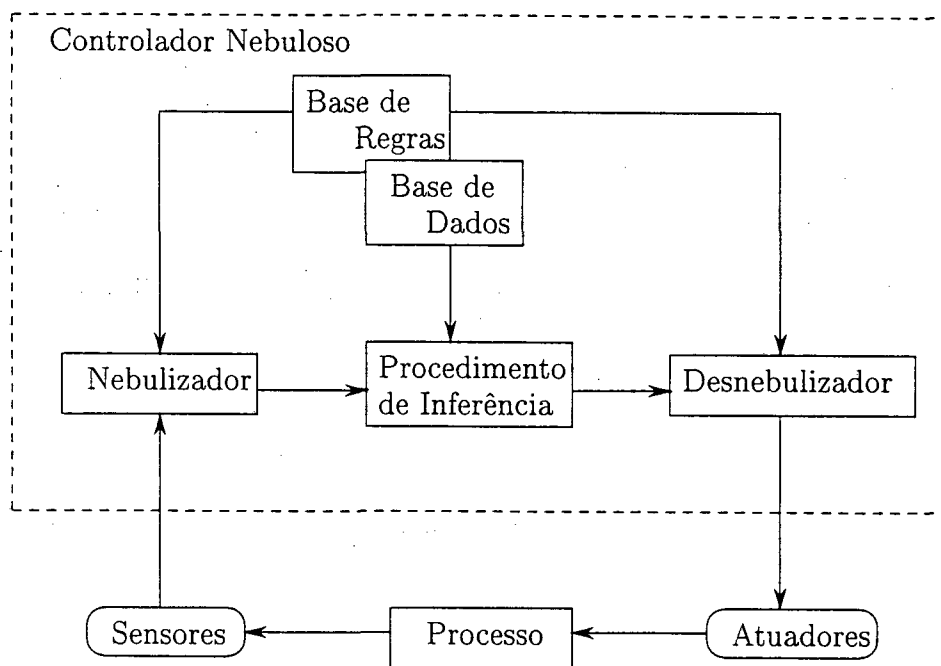 Controlador Nebuloso
Base de
Regras
Base de
Dados
Nebulizador
Procedimento
de Inferência
Desnebulizador
Sensores
Processo
Atuadores